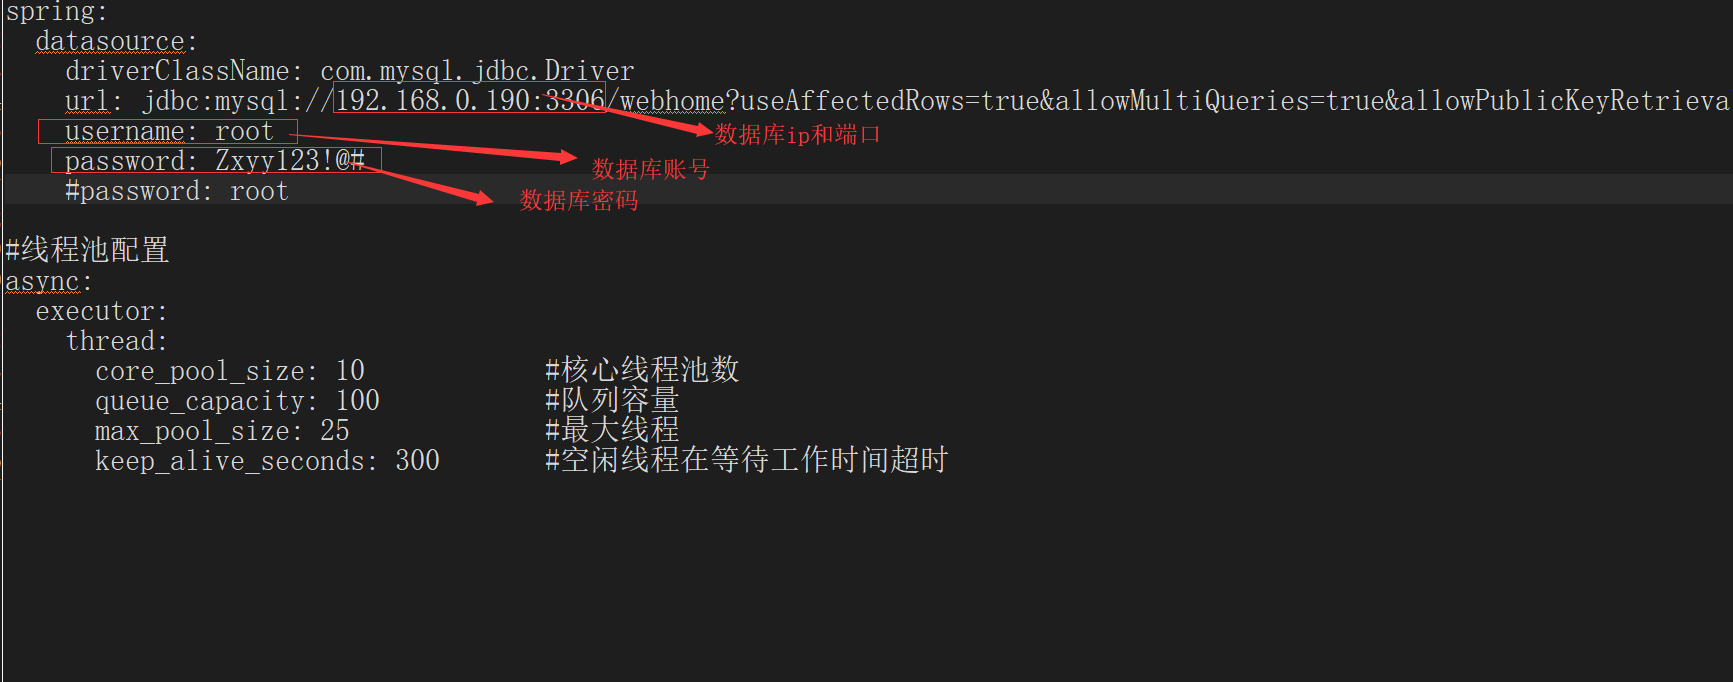 spring:
datasource:
driverClassName: com.mysql.jdbc.Driver
url: jdbc:mysql://192.168.0.190:3306/webhome?useAffectedRows=true&allowMultiQueries=true&allowPublicKeyRetrieva
数据库ip和端口
username: root
数据库账号
password: Zxyy123!@#
数据库密码
#password: root
#线程池配置
async:
executor:
thread:
core_pool_size: 10 #核心线程池数
queue_capacity: 100 #队列容量
max_pool_size: 25 #最大线程
keep_alive_seconds: 300 #空闲线程在等待工作时间超时